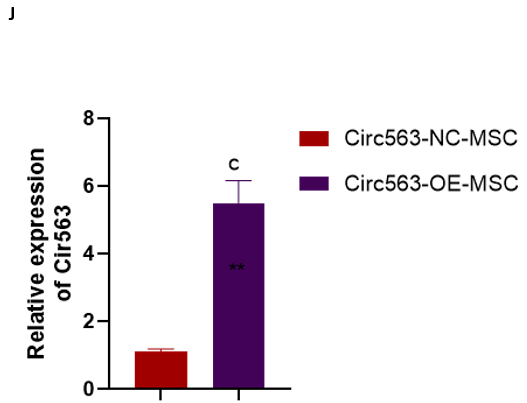 J
8
6
4
2
0
Relative expression
of Cir563
c
**
Circ563-NC-MSC
Circ563-OE-MSC